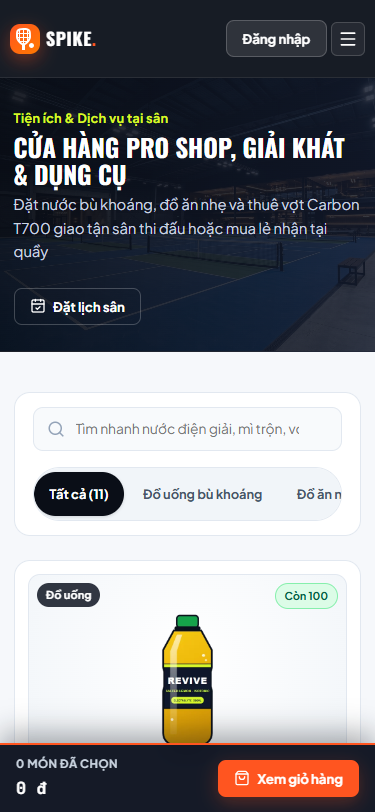 SPIKE.
Đăng nhập
Tiện ích & Dịch vụ tại sân
CỬA HÀNG PRO SHOP, GIẢI KHÁT
& DỤNG CỤ
Đặt nước bù khoáng, đồ ăn nhẹ và thuê vợt Carbon
T700 giao tận sân thi đấu hoặc mua lẻ nhận tại
quầy
Đặt lịch sân
Tìm nhanh nước điện giải, mì trộn, vợ
Tất cả (11)
Đồ uống bù khoáng
Đồ ăn n
Đồ uống
Còn 100
REVIVE
0 MÓN ĐÃ CHỌN
0 đ
Xem giỏ hàng